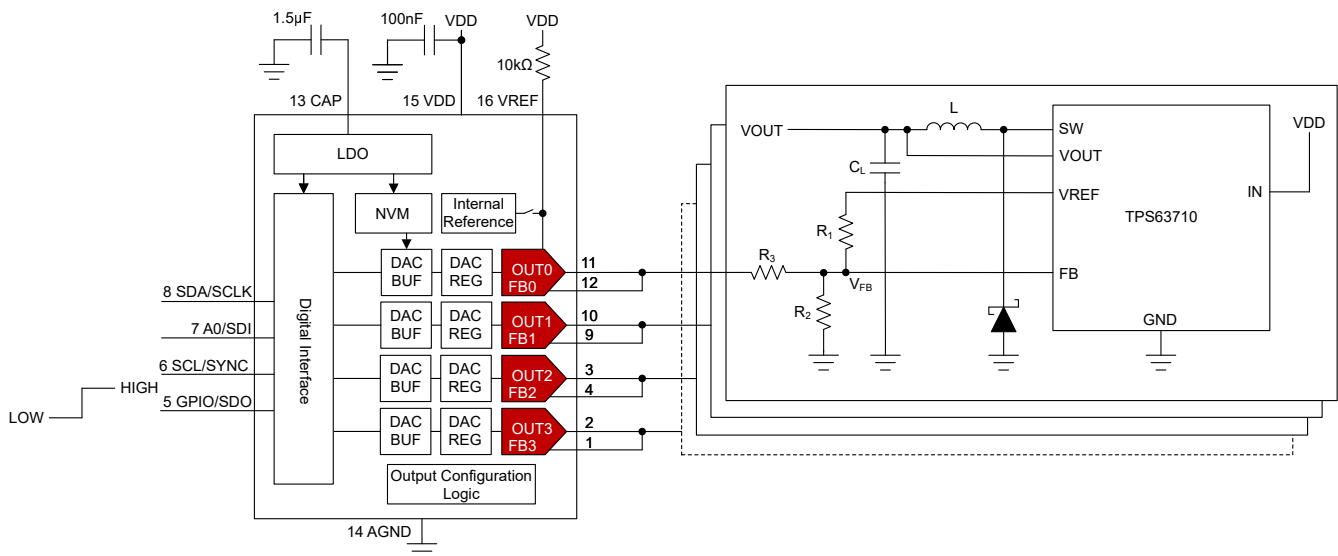 1.5µF
100nF
VDD
VDD
10kΩ
13 CAP
15 VDD
16 VREF
LDO
NVM
Internal
Reference
DAC
BUF
DAC
REG
OUT0
FB0
11
12
DAC
BUF
DAC
REG
OUT1
FB1
10
9
DAC
BUF
DAC
REG
OUT2
FB2
3
4
DAC
BUF
DAC
REG
OUT3
FB3
2
1
Digital Interface
8 SDA/SCLK
7 A0/SDI
6 SCL/SYNC
5 GPIO/SDO
HIGH
LOW
Output Configuration
Logic
14 AGND
VOUT
L
CL
R1
R3
R2
VFB
SW
VOUT
VREF
FB
IN
TPS63710
GND
VDD